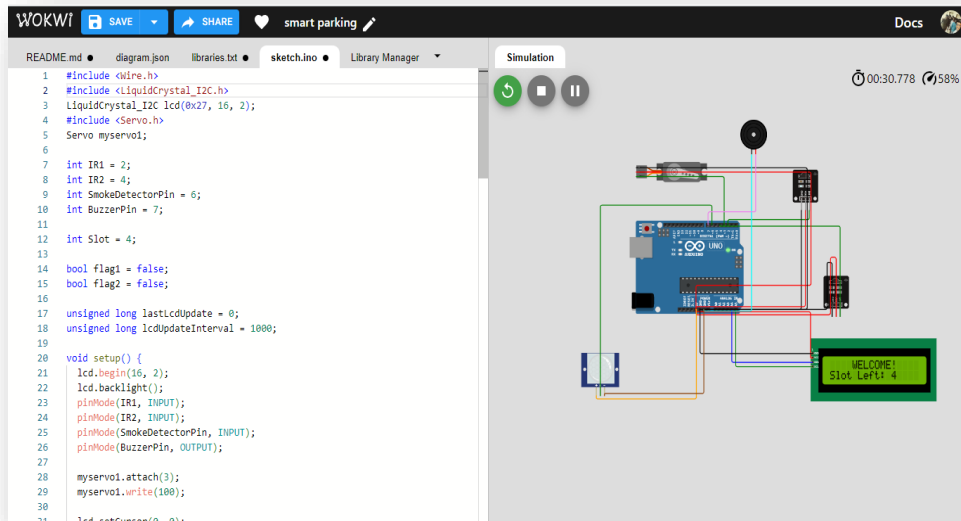 WOKWi SAVE SHARE smart parking Docs
README.md ● diagram.json libraries.txt ● sketch.ino ● Library Manager
Simulation
00:30.778 58%
1 #include <Wire.h>
2 #include <LiquidCrystal_I2C.h>
3 LiquidCrystal_I2C lcd(0x27, 16, 2);
4 #include <Servo.h>
5 Servo myservo1;
6
7 int IR1 = 2;
8 int IR2 = 4;
9 int SmokeDetectorPin = 6;
10 int BuzzerPin = 7;
11
12 int Slot = 4;
13
14 bool flag1 = false;
15 bool flag2 = false;
16
17 unsigned long lastLcdUpdate = 0;
18 unsigned long lcdUpdateInterval = 1000;
19
20 void setup() {
21 lcd.begin(16, 2);
22 lcd.backlight();
23 pinMode(IR1, INPUT);
24 pinMode(IR2, INPUT);
25 pinMode(SmokeDetectorPin, INPUT);
26 pinMode(BuzzerPin, OUTPUT);
27
28 myservo1.attach(3);
29 myservo1.write(100);
30
31 lcd.setCursor(0, 0);
UNO
ARDUINO
WELCOME!
Slot Left: 4